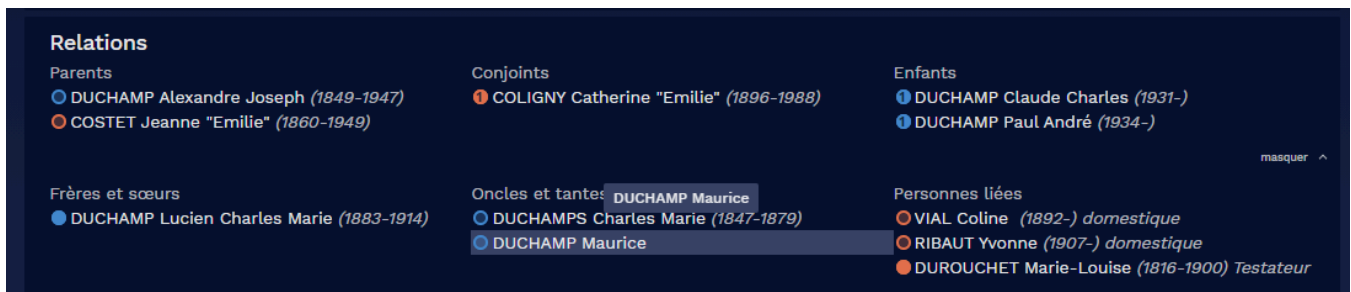 Relations
Parents
DUCHAMP Alexandre Joseph (1849-1947)
COSTET Jeanne "Emilie" (1860-1949)
Conjoints
1 COLIGNY Catherine "Emilie" (1896-1988)
Enfants
1 DUCHAMP Claude Charles (1931-)
1 DUCHAMP Paul André (1934-)
masquer
Frères et sœurs
DUCHAMP Lucien Charles Marie (1883-1914)
Oncles et tantes
DUCHAMP Maurice
DUCHAMPS Charles Marie (1847-1879)
DUCHAMP Maurice
Personnes liées
VIAL Coline (1892-) domestique
RIBAUT Yvonne (1907-) domestique
DUROUCHET Marie-Louise (1816-1900) Testateur